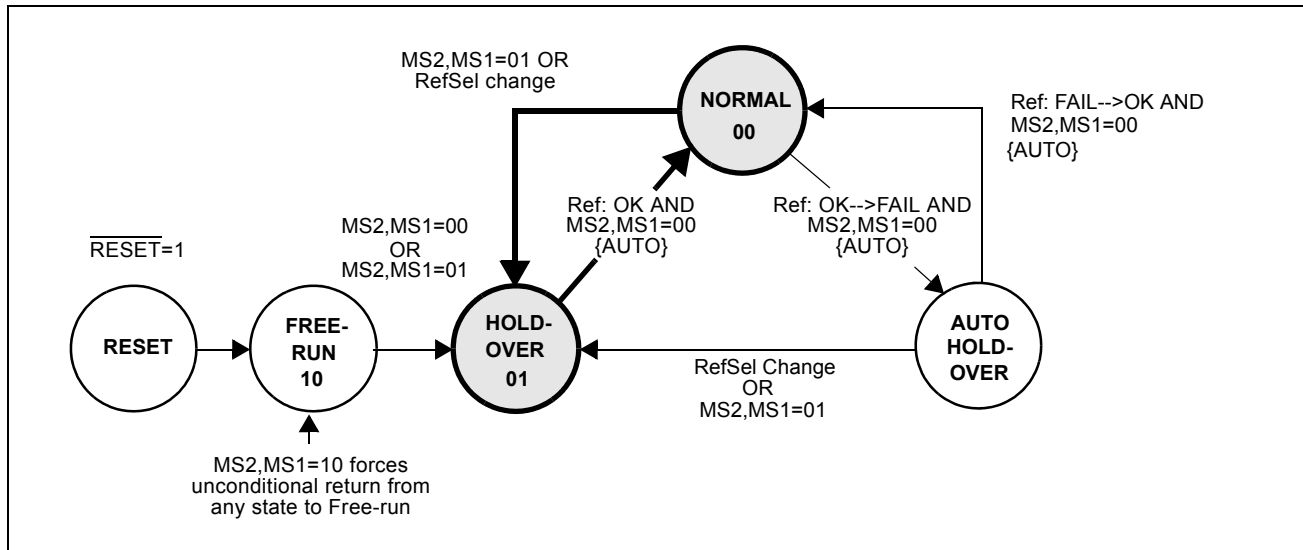 MS2,MS1=01 OR
RefSel change
NORMAL
00
Ref: FAIL-->OK AND
MS2,MS1=00
{AUTO}
Ref: OK AND
MS2,MS1=00
{AUTO}
Ref: OK-->FAIL AND
MS2,MS1=00
{AUTO}
MS2,MS1=00
OR
MS2,MS1=01
RESET=1
RESET
FREE-
RUN
10
HOLD-
OVER
01
AUTO
HOLD-
OVER
RefSel Change
OR
MS2,MS1=01
MS2,MS1=10 forces
unconditional return from
any state to Free-run